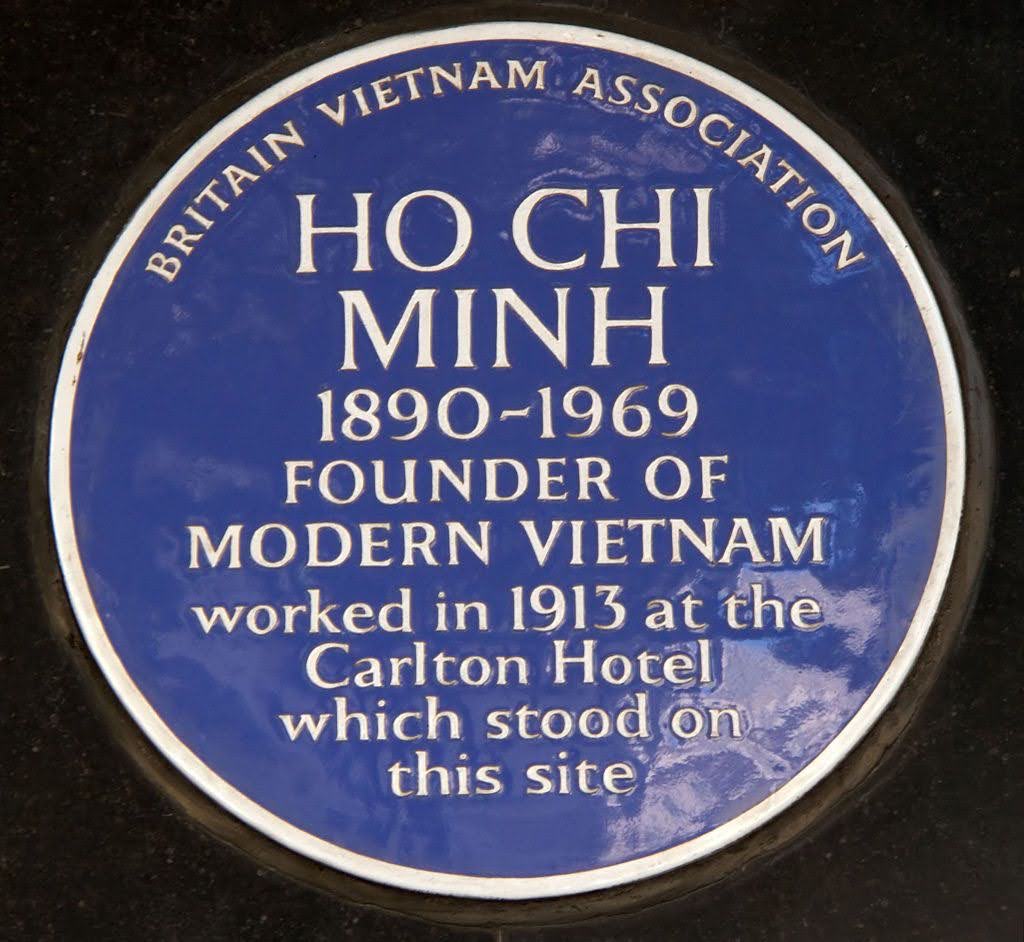 BRITAIN VIETNAM ASSOCIATION
HO CHI
MINH
1890-1969
FOUNDER OF
MODERN VIETNAM
worked in 1913 at the
Carlton Hotel
which stood on
this site